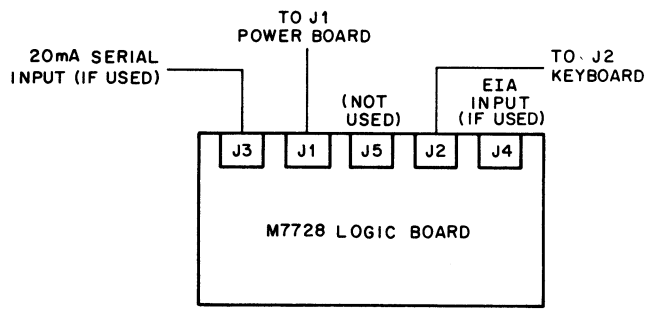 TO J1
POWER BOARD
20mA SERIAL
INPUT (IF USED)
TO J2
KEYBOARD
(NOT
USED)
EIA
INPUT
(IF USED)
J3
J1
J5
J2
J4
M7728 LOGIC BOARD